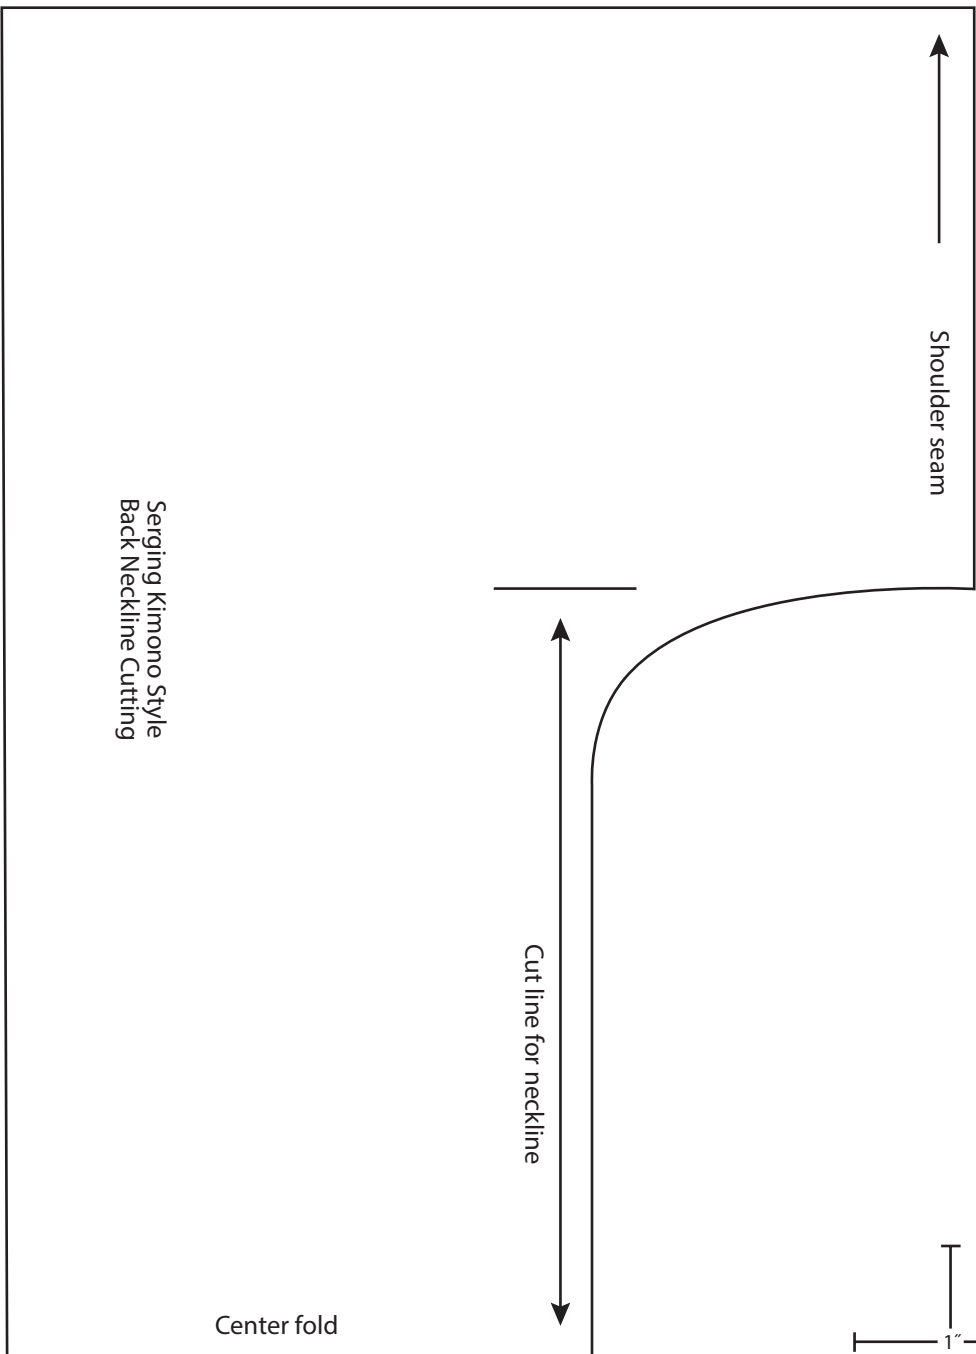 Shoulder seam
Serging Kimono Style
Back Neckline Cutting
Cut line for neckline
Center fold
1″